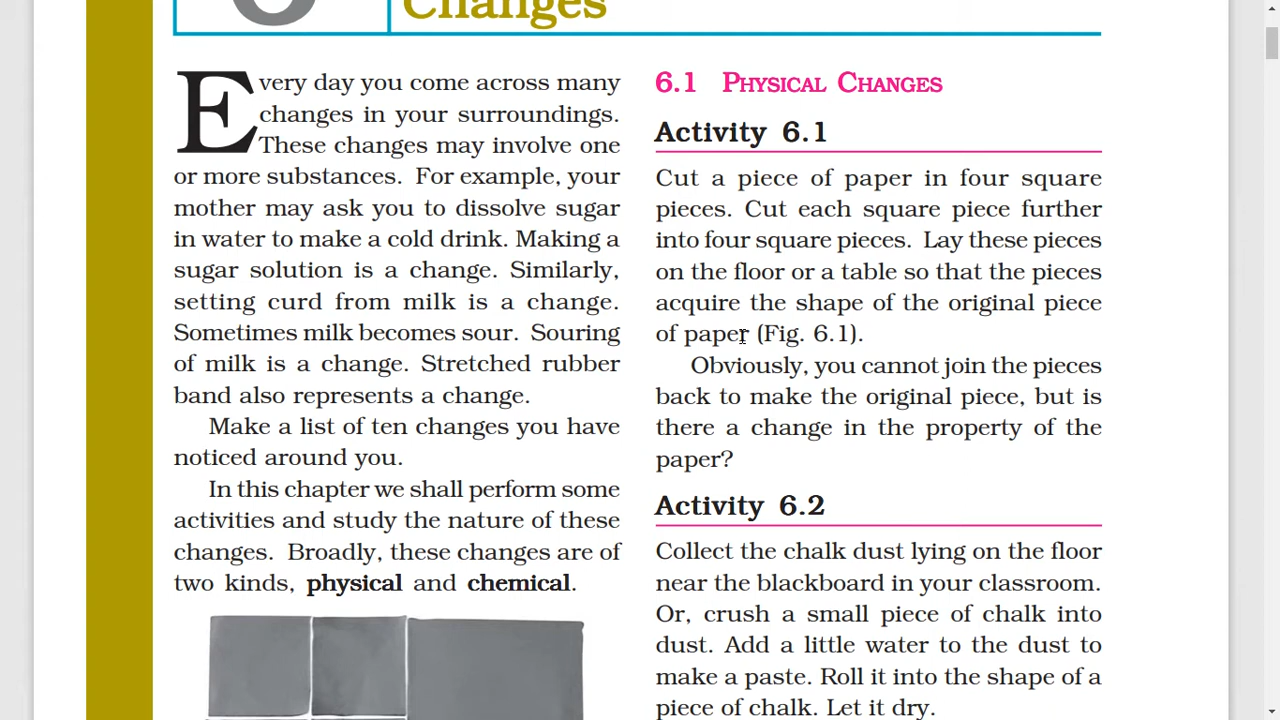 Changes
Every day you come across many
changes in your surroundings.
These changes may involve one
or more substances. For example, your
mother may ask you to dissolve sugar
in water to make a cold drink. Making a
sugar solution is a change. Similarly,
setting curd from milk is a change.
Sometimes milk becomes sour. Souring
of milk is a change. Stretched rubber
band also represents a change.
Make a list of ten changes you have
noticed around you.
In this chapter we shall perform some
activities and study the nature of these
changes. Broadly, these changes are of
two kinds, physical and chemical.
6.1 PHYSICAL CHANGES
Activity 6.1
Cut a piece of paper in four square
pieces. Cut each square piece further
into four square pieces. Lay these pieces
on the floor or a table so that the pieces
acquire the shape of the original piece
of paper (Fig. 6.1).
Obviously, you cannot join the pieces
back to make the original piece, but is
there a change in the property of the
paper?
Activity 6.2
Collect the chalk dust lying on the floor
near the blackboard in your classroom.
Or, crush a small piece of chalk into
dust. Add a little water to the dust to
make a paste. Roll it into the shape of a
piece of chalk. Let it dry.